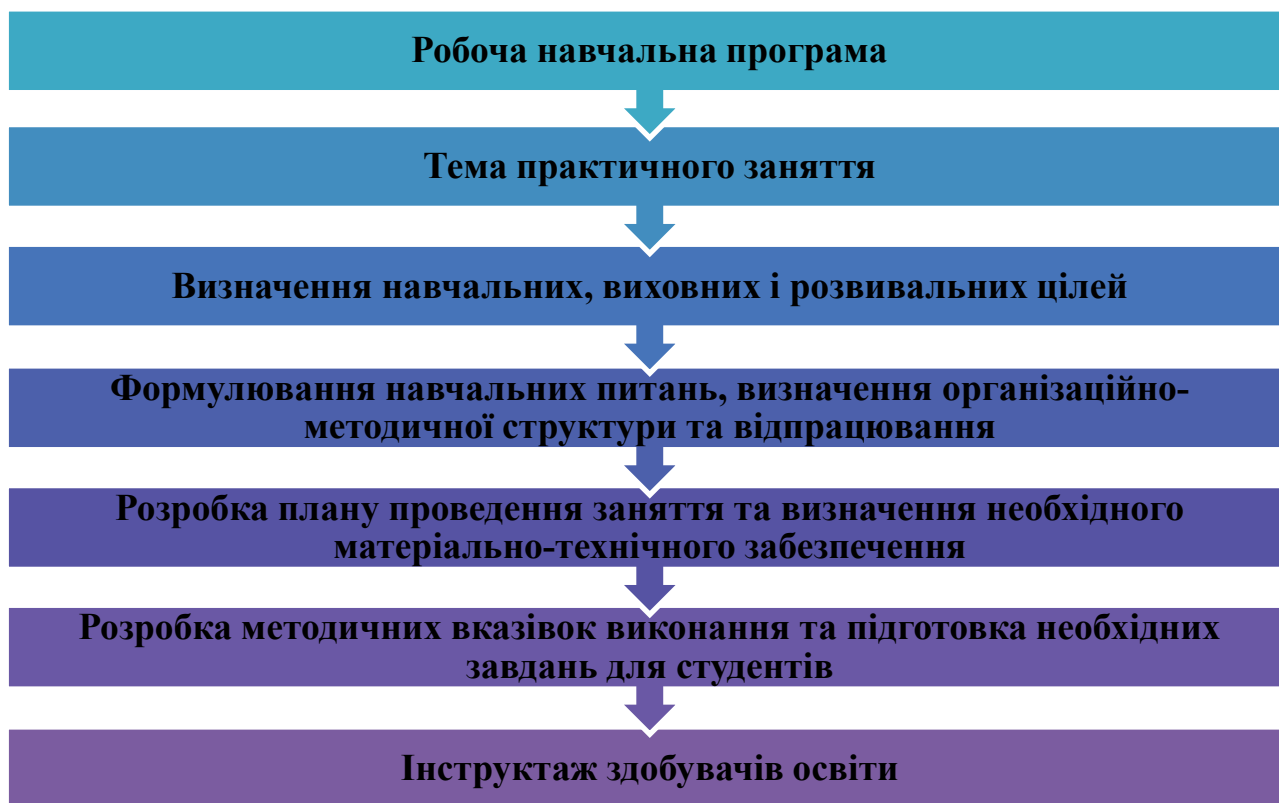 Робоча навчальна програма
Тема практичного заняття
Визначення навчальних, виховних і розвивальних цілей
Формулювання навчальних питань, визначення організаційно-
методичної структури та відпрацювання
Розробка плану проведення заняття та визначення необхідного
матеріально-технічного забезпечення
Розробка методичних вказівок виконання та підготовка необхідних
завдань для студентів
Інструктаж здобувачів освіти